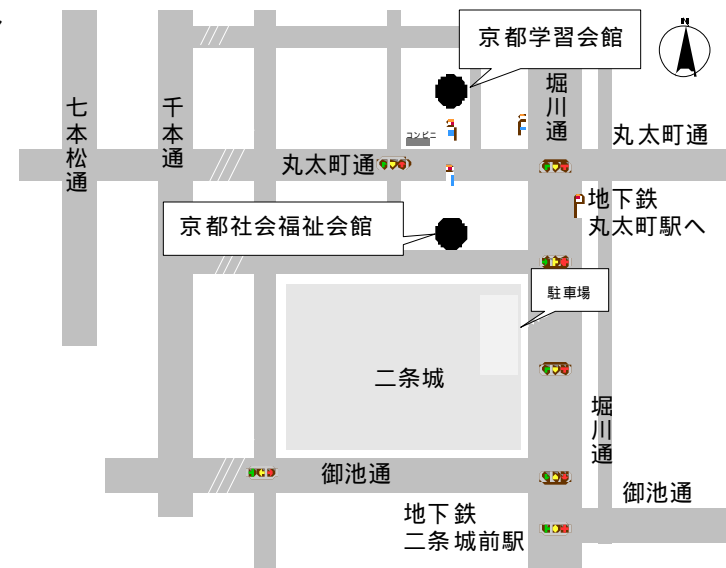 N
京都学習会館
堀川通
七本松通
千本通
コンビニ
丸太町通
丸太町通
地下鉄
丸太町駅へ
京都社会福祉会館
駐車場
二条城
堀川通
御池通
御池通
地下鉄
二条城前駅